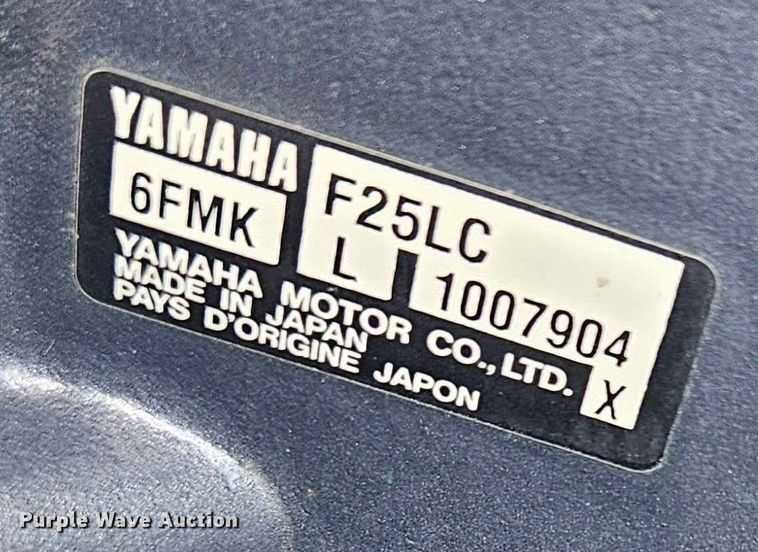 YAMAHA
F25LC
6FMK
L 1007904
YAMAHA MOTOR CO., LTD.
MADE IN JAPAN
X
PAYS D'ORIGINE JAPON
Purple Wave Auction